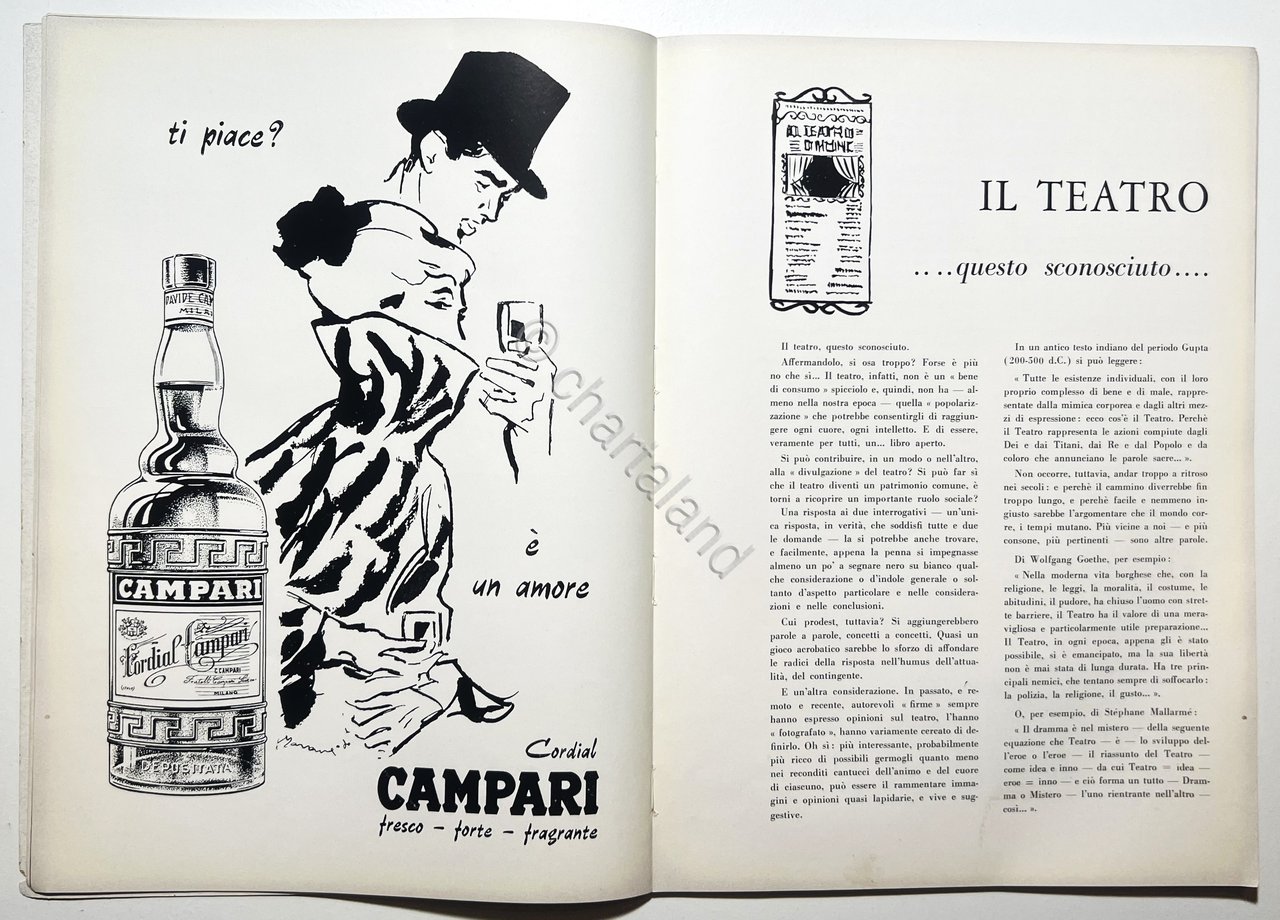 ti piace?
DAVIDE CAM
MILAN
CAMPARI
Cordial Campari
G. CAMPARI
Fratelli Campari
MILANO
DEPOSITATA
è
un amore
Cordial
CAMPARI
fresco – forte – fragrante
© chartaland
AL TEATRO
IL TEATRO
....questo sconosciuto....
Il teatro, questo sconosciuto.
Affermandolo, si osa troppo? Forse è più
no che sì... Il teatro, infatti, non è un « bene
di consumo » spicciolo e, quindi, non ha — al-
meno nella nostra epoca — quella « popolariz-
zazione » che potrebbe consentirgli di raggiun-
gere ogni cuore, ogni intelletto. E di essere,
veramente per tutti, un... libro aperto.
Si può contribuire, in un modo o nell'altro,
alla « divulgazione » del teatro? Si può far sì
che il teatro diventi un patrimonio comune, è
torni a ricoprire un importante ruolo sociale?
Una risposta ai due interrogativi — un'uni-
ca risposta, in verità, che soddisfi tutte e due
le domande — la si potrebbe anche trovare,
e facilmente, appena la penna si impegnasse
almeno un po' a segnare nero su bianco qual-
che considerazione o d'indole generale o sol-
tanto d'aspetto particolare e nelle considera-
zioni e nelle conclusioni.
Cui prodest, tuttavia? Si aggiungerebbero
parole a parole, concetti a concetti. Quasi un
gioco acrobatico sarebbe lo sforzo di affondare
le radici della risposta nell'humus dell'attua-
lità, del contingente.
E un'altra considerazione. In passato, e re-
moto e recente, autorevoli « firme » sempre
hanno espresso opinioni sul teatro, l'hanno
« fotografato », hanno variamente cercato di de-
finirlo. Oh sì: più interessante, probabilmente
più ricco di possibili germogli quanto meno
nei reconditi cantucci dell'animo e del cuore
di ciascuno, può essere il rammentare imma-
gini e opinioni quasi lapidarie, e vive e sug-
gestive.
In un antico testo indiano del periodo Gupta
(200-500 d.C.) si può leggere:
« Tutte le esistenze individuali, con il loro
proprio complesso di bene e di male, rappre-
sentate dalla mimica corporea e dagli altri mez-
zi di espressione: ecco cos'è il Teatro. Perchè
il Teatro rappresenta le azioni compiute dagli
Dei e dai Titani, dai Re e dal Popolo e da
coloro che annunciano le parole sacre... ».
Non occorre, tuttavia, andar troppo a ritroso
nei secoli: e perchè il cammino diverrebbe fin
troppo lungo, e perchè facile e nemmeno in-
giusto sarebbe l'argomentare che il mondo cor-
re, i tempi mutano. Più vicine a noi — e più
consone, più pertinenti — sono altre parole.
Di Wolfgang Goethe, per esempio:
« Nella moderna vita borghese che, con la
religione, le leggi, la moralità, il costume, le
abitudini, il pudore, ha chiuso l'uomo con stret-
te barriere, il Teatro ha il valore di una mera-
vigliosa e particolarmente utile preparazione...
Il Teatro, in ogni epoca, appena gli è stato
possibile, si è emancipato, ma la sua libertà
non è mai stata di lunga durata. Ha tre prin-
cipali nemici, che tentano sempre di soffocarlo:
la polizia, la religione, il gusto... ».
O, per esempio, di Stéphane Mallarmé:
« Il dramma è nel mistero — della seguente
equazione che Teatro — è — lo sviluppo del-
l'eroe o l'eroe — il riassunto del Teatro —
come idea e inno — da cui Teatro = idea —
eroe = inno — e ciò forma un tutto — Dram-
ma o Mistero — l'uno rientrante nell'altro —
così... ».